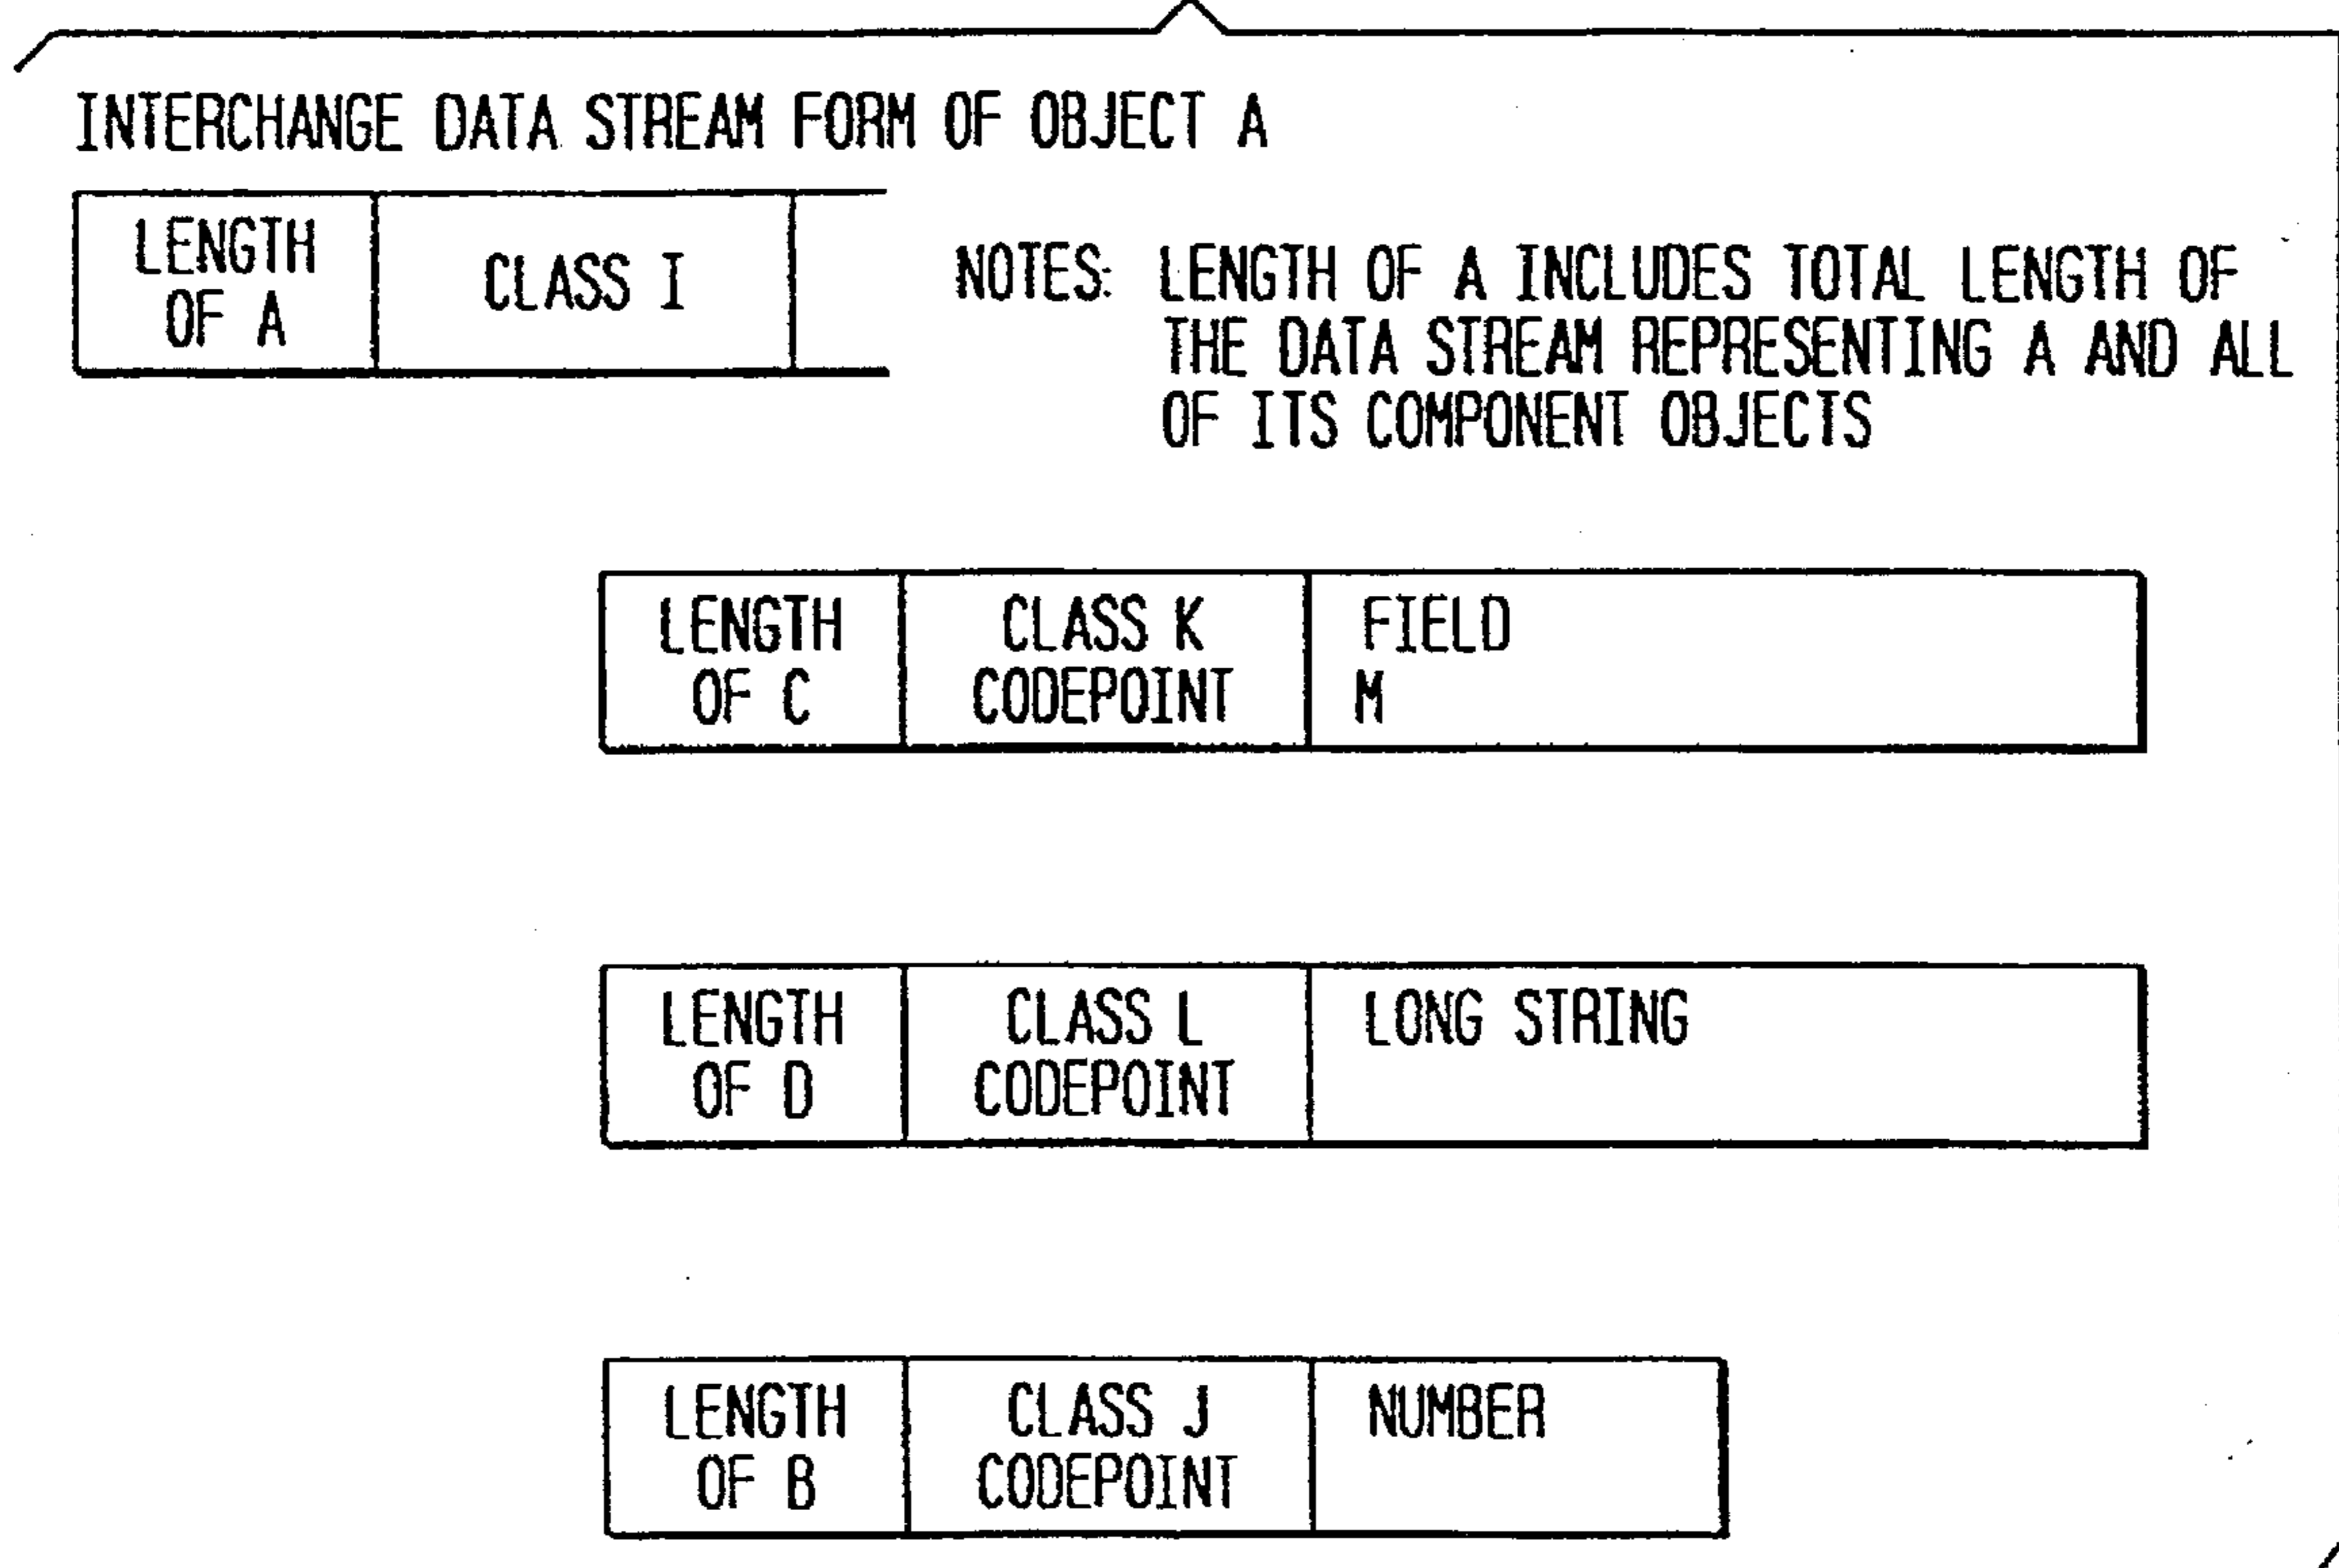 INTERCHANGE DATA STREAM FORM OF OBJECT A
LENGTH
OF A
CLASS I
NOTES: LENGTH OF A INCLUDES TOTAL LENGTH OF
THE DATA STREAM REPRESENTING A AND ALL
OF ITS COMPONENT OBJECTS
LENGTH
OF C
CLASS K
CODEPOINT
FIELD
M
LENGTH
OF D
CLASS L
CODEPOINT
LONG STRING
LENGTH
OF B
CLASS J
CODEPOINT
NUMBER